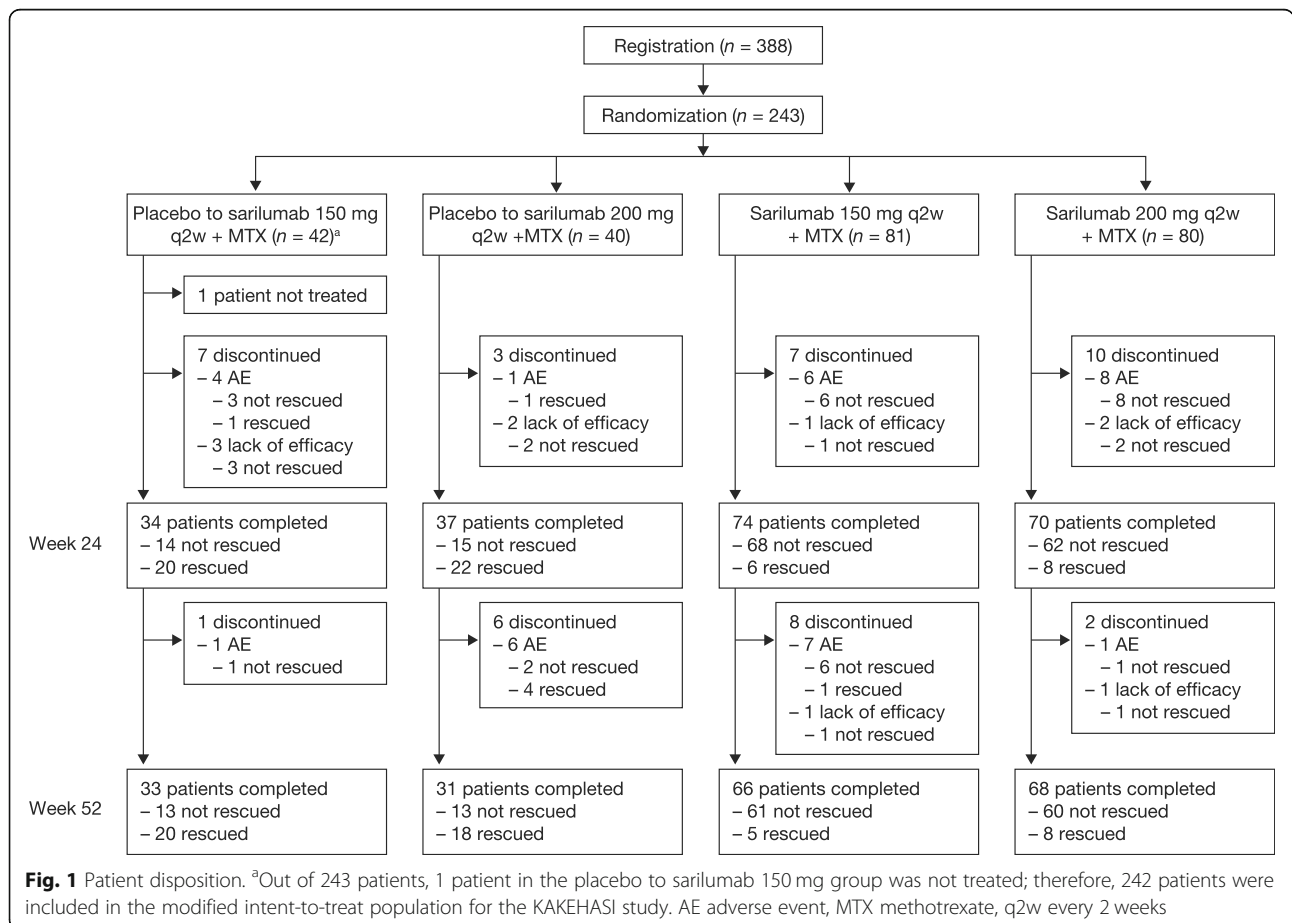 Registration (n = 388)
Randomization (n = 243)
Placebo to sarilumab 150 mg
q2w + MTX (n = 42)a
Placebo to sarilumab 200 mg
q2w +MTX (n = 40)
Sarilumab 150 mg q2w
+ MTX (n = 81)
Sarilumab 200 mg q2w
+ MTX (n = 80)
1 patient not treated
7 discontinued
– 4 AE
– 3 not rescued
– 1 rescued
– 3 lack of efficacy
– 3 not rescued
3 discontinued
– 1 AE
– 1 rescued
– 2 lack of efficacy
– 2 not rescued
7 discontinued
– 6 AE
– 6 not rescued
– 1 lack of efficacy
– 1 not rescued
10 discontinued
– 8 AE
– 8 not rescued
– 2 lack of efficacy
– 2 not rescued
Week 24
34 patients completed
– 14 not rescued
– 20 rescued
37 patients completed
– 15 not rescued
– 22 rescued
74 patients completed
– 68 not rescued
– 6 rescued
70 patients completed
– 62 not rescued
– 8 rescued
1 discontinued
– 1 AE
– 1 not rescued
6 discontinued
– 6 AE
– 2 not rescued
– 4 rescued
8 discontinued
– 7 AE
– 6 not rescued
– 1 rescued
– 1 lack of efficacy
– 1 not rescued
2 discontinued
– 1 AE
– 1 not rescued
– 1 lack of efficacy
– 1 not rescued
Week 52
33 patients completed
– 13 not rescued
– 20 rescued
31 patients completed
– 13 not rescued
– 18 rescued
66 patients completed
– 61 not rescued
– 5 rescued
68 patients completed
– 60 not rescued
– 8 rescued
Fig. 1 Patient disposition. aOut of 243 patients, 1 patient in the placebo to sarilumab 150 mg group was not treated; therefore, 242 patients were
included in the modified intent-to-treat population for the KAKEHASI study. AE adverse event, MTX methotrexate, q2w every 2 weeks